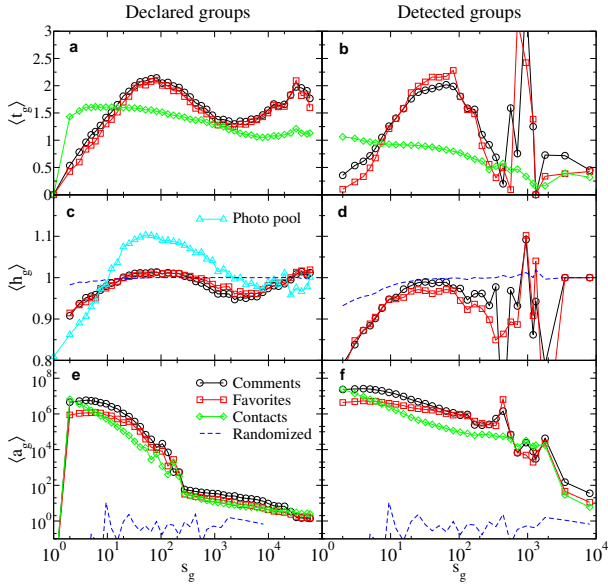 Declared groups
Detected groups
3
2.5
2
1.5
1
0.5
0
⟨t_g⟩
a
b
1.2
1.1
1
0.9
0.8
⟨h_g⟩
c
Photo pool
d
10^8
10^6
10^4
10^2
10^0
⟨a_g⟩
e
Comments
Favorites
Contacts
Randomized
f
10^0 10^1 10^2 10^3 10^4
s_g
10^0 10^2 10^3 10^4
s_g